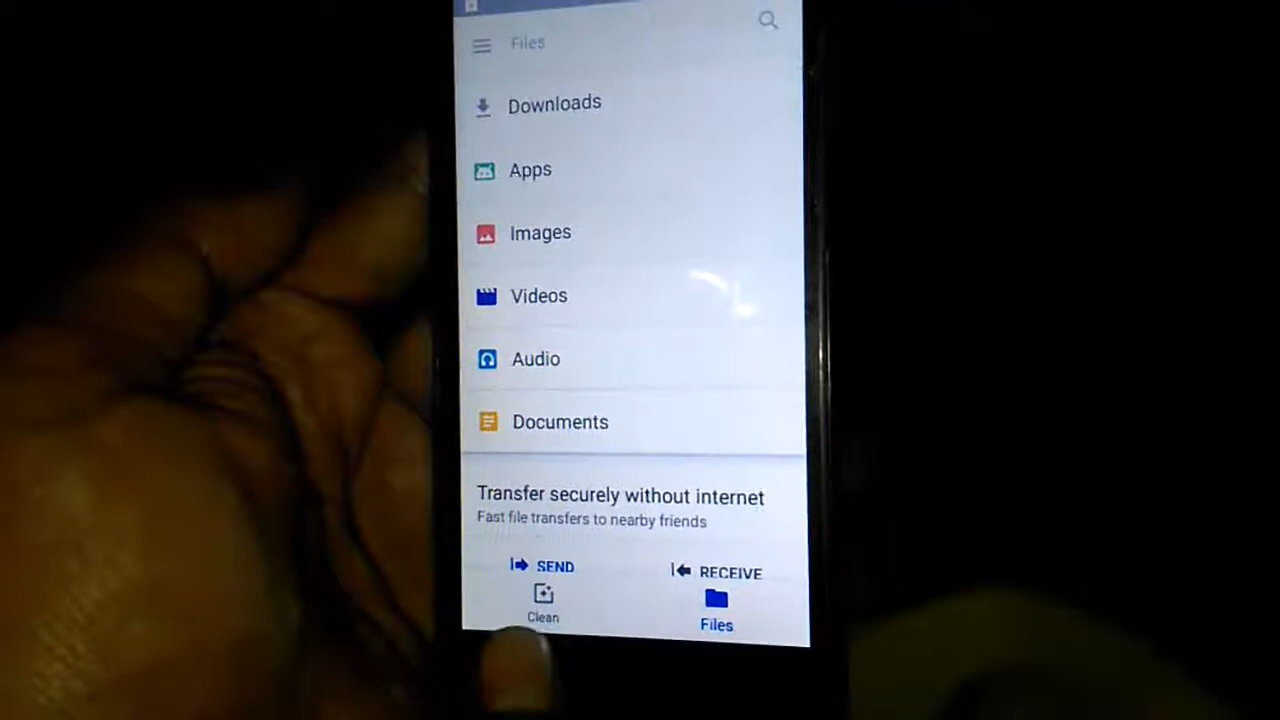 Files
Downloads
Apps
Images
Videos
Audio
Documents
Transfer securely without internet
Fast file transfers to nearby friends
SEND RECEIVE
Clean Files